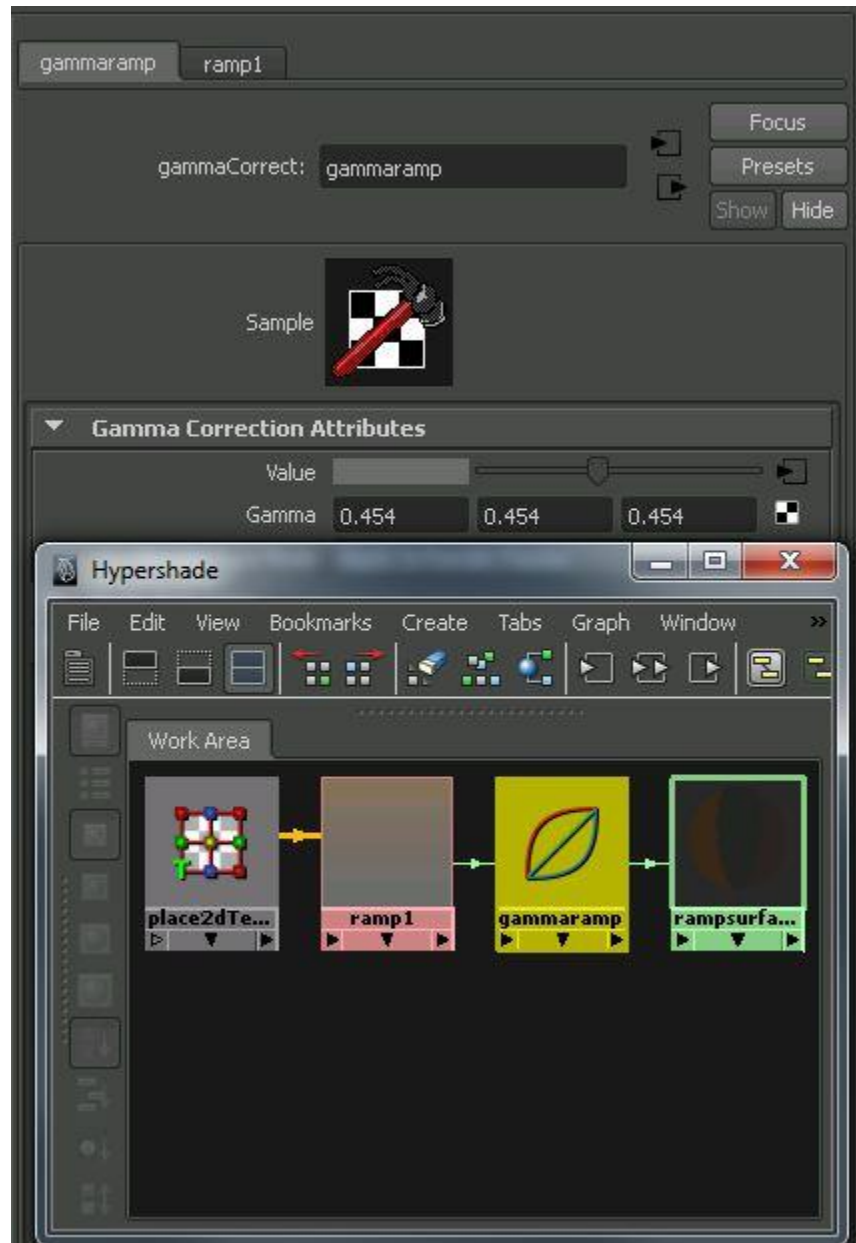 gammaramp ramp1
Focus
gammaCorrect: gammaramp
Presets
Show Hide
Sample
Gamma Correction Attributes
Value
Gamma 0.454 0.454 0.454
Hypershade
File Edit View Bookmarks Create Tabs Graph Window »
Work Area
place2dTe... ramp1 gammaramp rampsurfa...